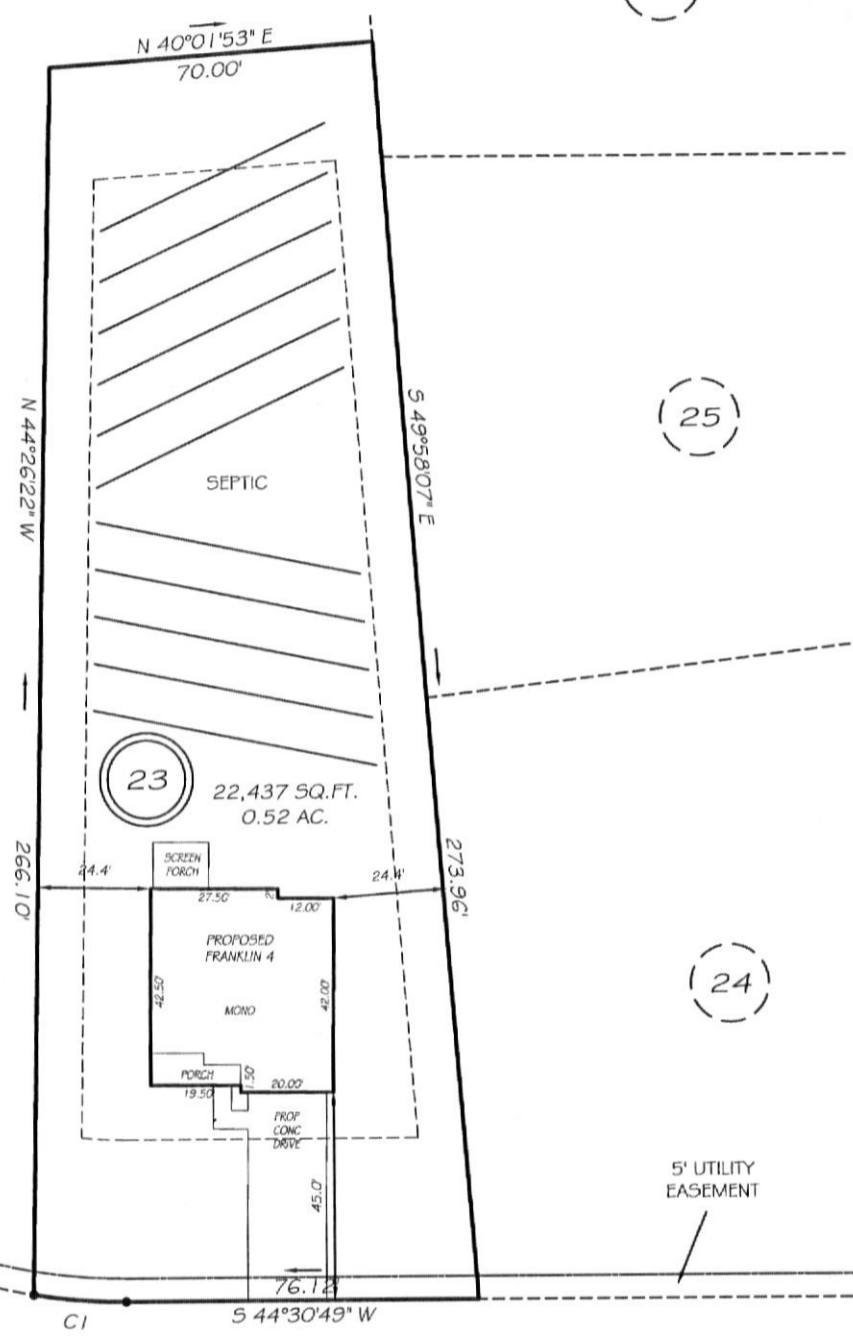 N 40°01'53" E
70.00'
N 44°26'22" W
266.10'
S 49°58'07" E
273.96'
25
SEPTIC
23
22,437 SQ.FT.
0.52 AC.
SCREEN
PORCH
24.4'
24.4'
27.50'
2'
12.00'
PROPOSED
FRANKLIN 4
MONO
42.50'
42.00'
24
PORCH
19.50'
1.50'
20.00'
PROP
CONC
DRIVE
45.0'
5' UTILITY
EASEMENT
76.12'
S 44°30'49" W
C1